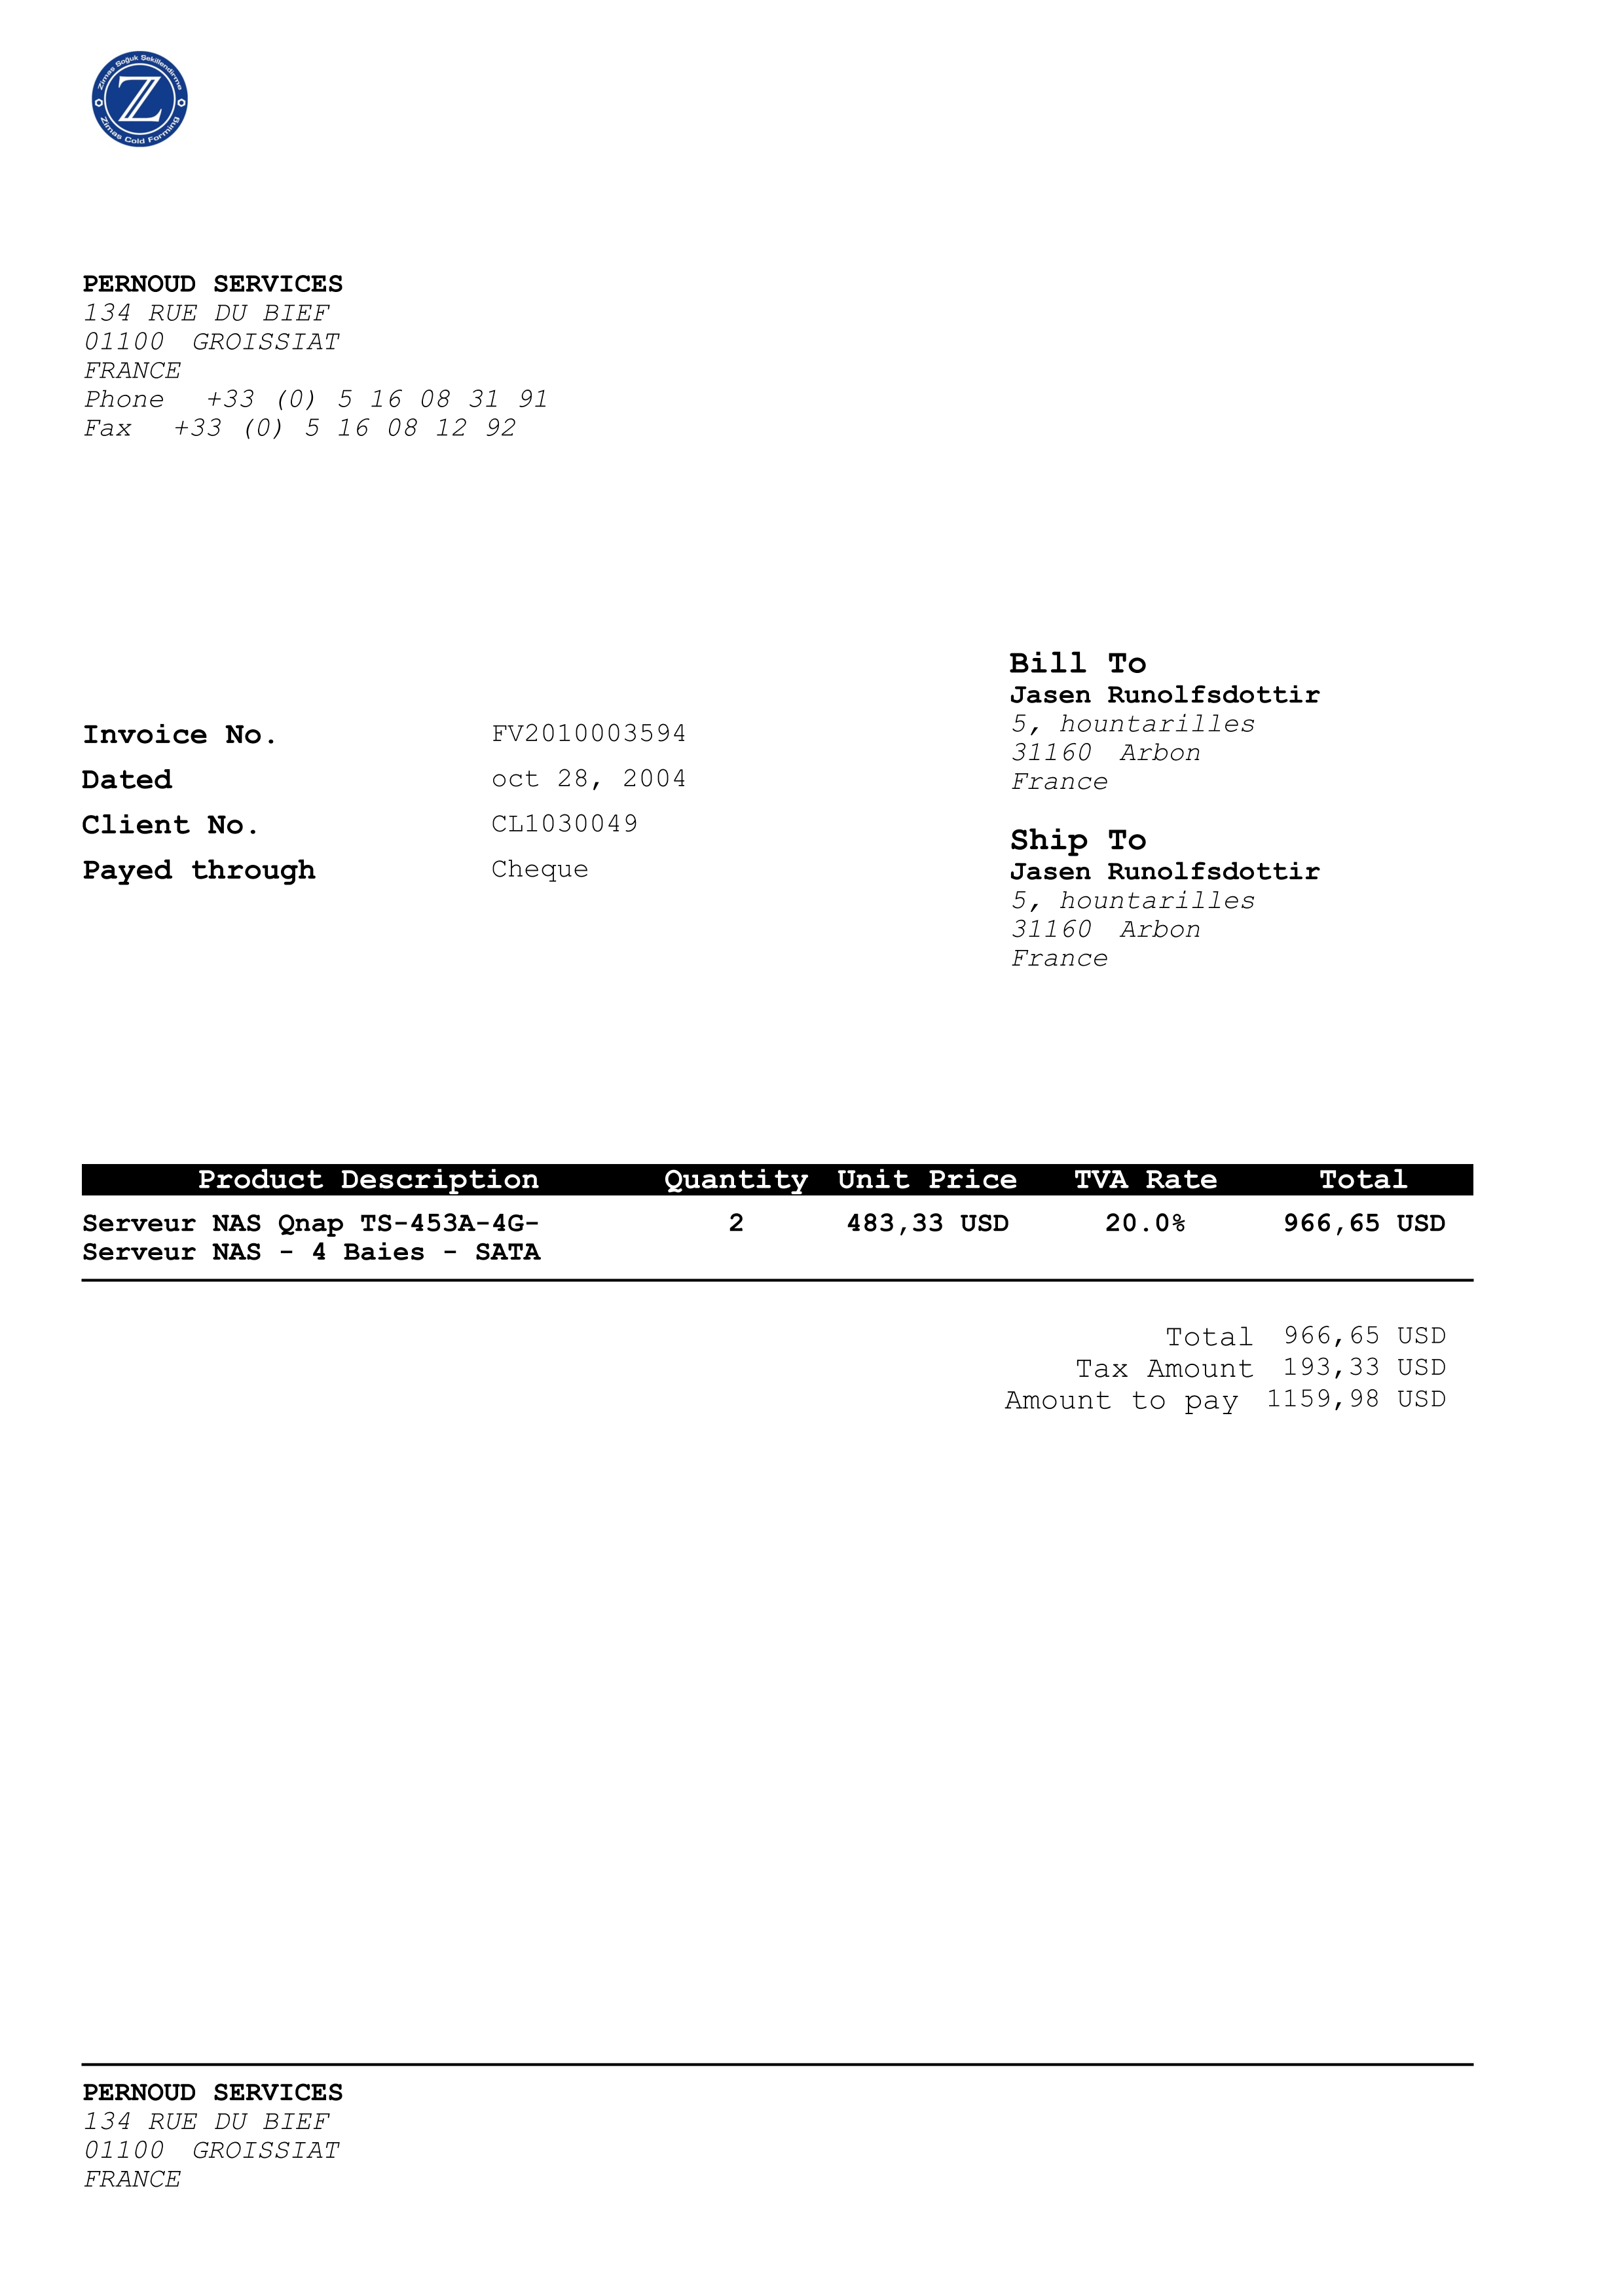 Zimas Soğuk Şekillendirme
Z
Zimas Cold Forming
PERNOUD SERVICES
134 RUE DU BIEF
01100 GROISSIAT
FRANCE
Phone +33 (0) 5 16 08 31 91
Fax +33 (0) 5 16 08 12 92
Invoice No. FV2010003594
Dated oct 28, 2004
Client No. CL1030049
Payed through Cheque
Bill To
Jasen Runolfsdottir
5, hountarilles
31160 Arbon
France
Ship To
Jasen Runolfsdottir
5, hountarilles
31160 Arbon
France
Product Description Quantity Unit Price TVA Rate Total
Serveur NAS Qnap TS-453A-4G- 2 483,33 USD 20.0% 966,65 USD
Serveur NAS - 4 Baies - SATA
Total 966,65 USD
Tax Amount 193,33 USD
Amount to pay 1159,98 USD
PERNOUD SERVICES
134 RUE DU BIEF
01100 GROISSIAT
FRANCE